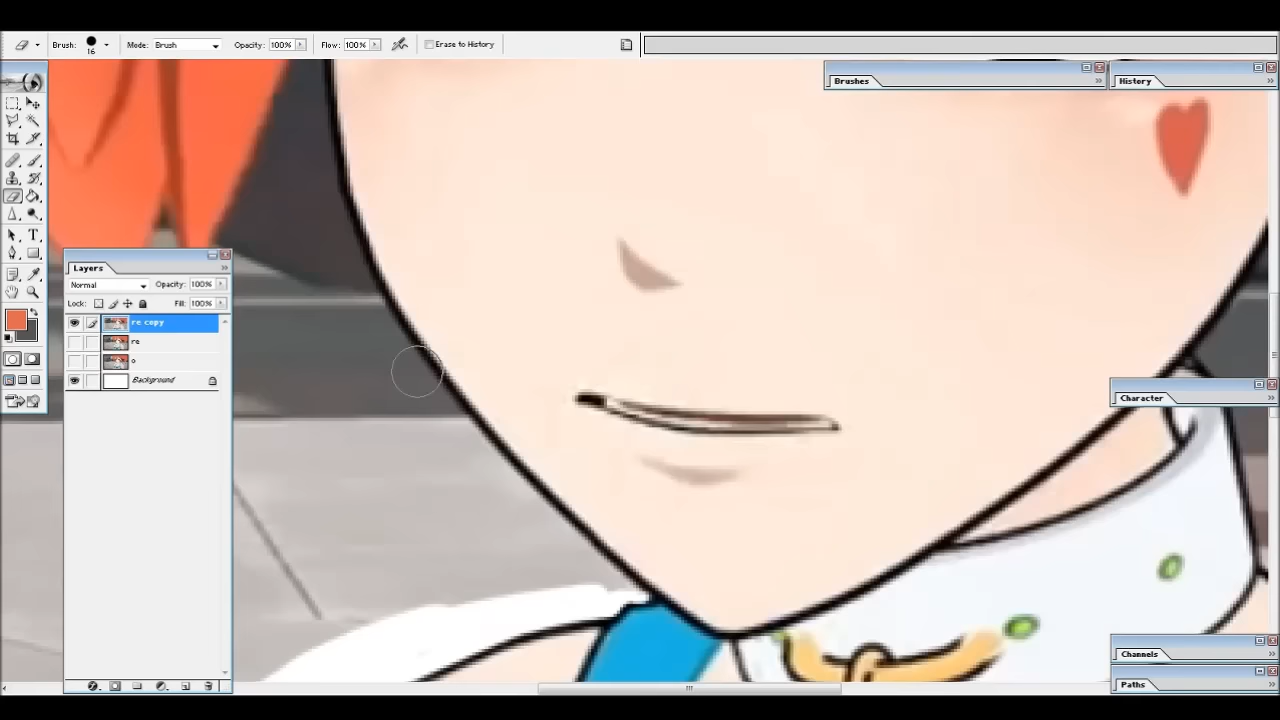 Brush: 16 Mode: Brush Opacity: 100% Flow: 100% Erase to History
Brushes
History
Layers
Normal Opacity: 100%
Lock: Fill: 100%
re copy
re
o
Background
Character
Channels
Paths
T